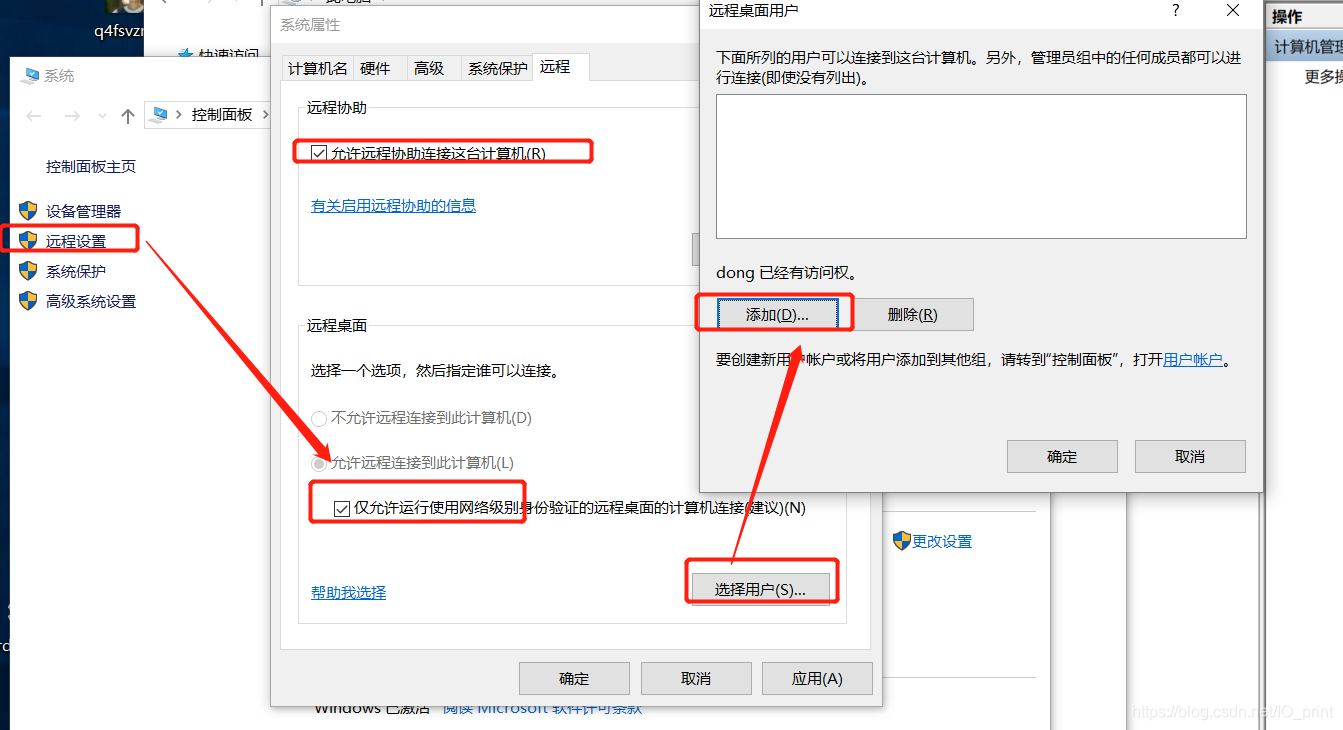 q4fsvzr
快速访问
系统
控制面板
控制面板主页
设备管理器
远程设置
系统保护
高级系统设置
系统属性
计算机名
硬件
高级
系统保护
远程
远程协助
允许远程协助连接这台计算机(R)
有关启用远程协助的信息
远程桌面
选择一个选项，然后指定谁可以连接。
不允许远程连接到此计算机(D)
允许远程连接到此计算机(L)
仅允许运行使用网络级别身份验证的远程桌面的计算机连接(建议)(N)
帮助我选择
选择用户(S)...
确定
取消
应用(A)
Windows 已激活
阅读 Microsoft 软件许可条款
更改设置
远程桌面用户
?
下面所列的用户可以连接到这台计算机。另外，管理员组中的任何成员都可以进
行连接(即使没有列出)。
dong 已经有访问权。
添加(D)...
删除(R)
要创建新用户帐户或将用户添加到其他组，请转到"控制面板"，打开用户帐户。
确定
取消
操作
计算机管理
更多操
https://blog.csdn.net/IO_print